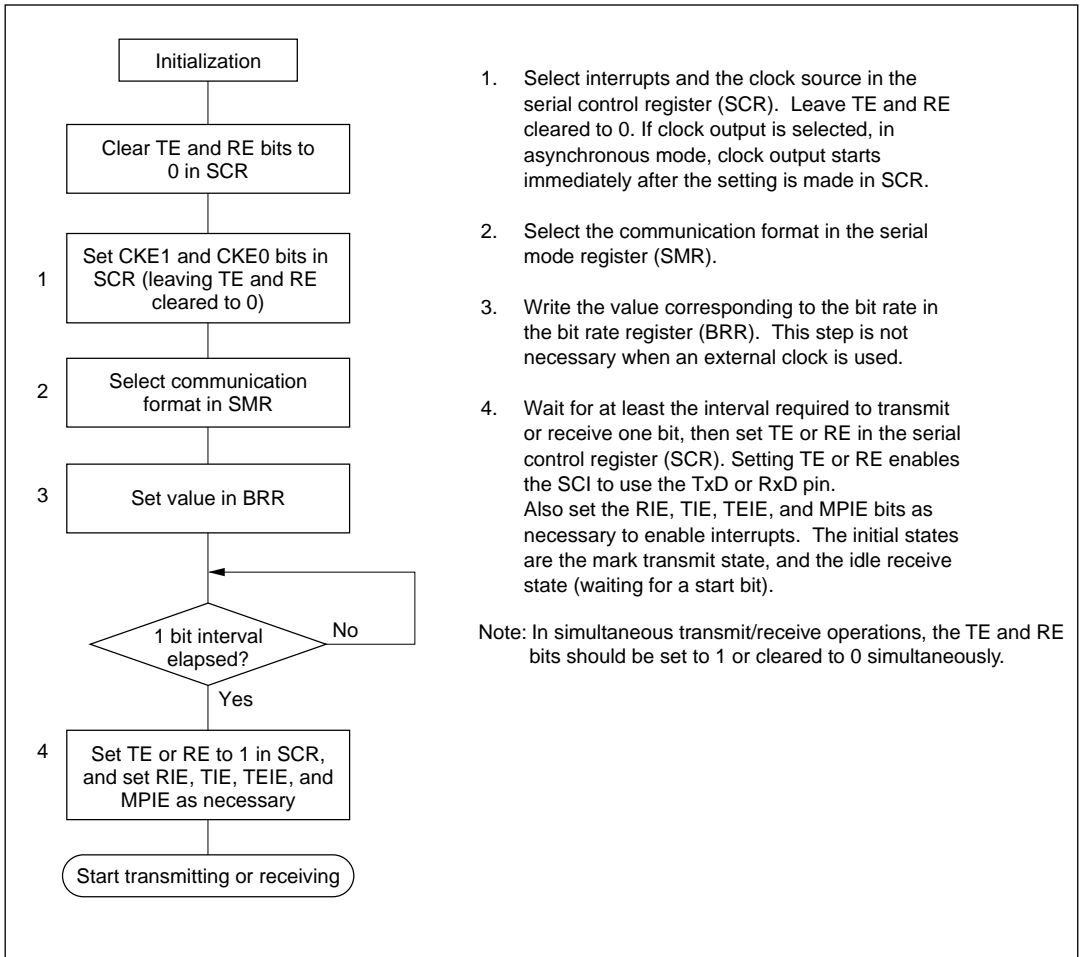 Initialization
Clear TE and RE bits to
0 in SCR
1
Set CKE1 and CKE0 bits in
SCR (leaving TE and RE
cleared to 0)
2
Select communication
format in SMR
3
Set value in BRR
1 bit interval
elapsed?
No
Yes
4
Set TE or RE to 1 in SCR,
and set RIE, TIE, TEIE, and
MPIE as necessary
Start transmitting or receiving
1. Select interrupts and the clock source in the
serial control register (SCR). Leave TE and RE
cleared to 0. If clock output is selected, in
asynchronous mode, clock output starts
immediately after the setting is made in SCR.
2. Select the communication format in the serial
mode register (SMR).
3. Write the value corresponding to the bit rate in
the bit rate register (BRR). This step is not
necessary when an external clock is used.
4. Wait for at least the interval required to transmit
or receive one bit, then set TE or RE in the serial
control register (SCR). Setting TE or RE enables
the SCI to use the TxD or RxD pin.
Also set the RIE, TIE, TEIE, and MPIE bits as
necessary to enable interrupts. The initial states
are the mark transmit state, and the idle receive
state (waiting for a start bit).
Note: In simultaneous transmit/receive operations, the TE and RE
bits should be set to 1 or cleared to 0 simultaneously.